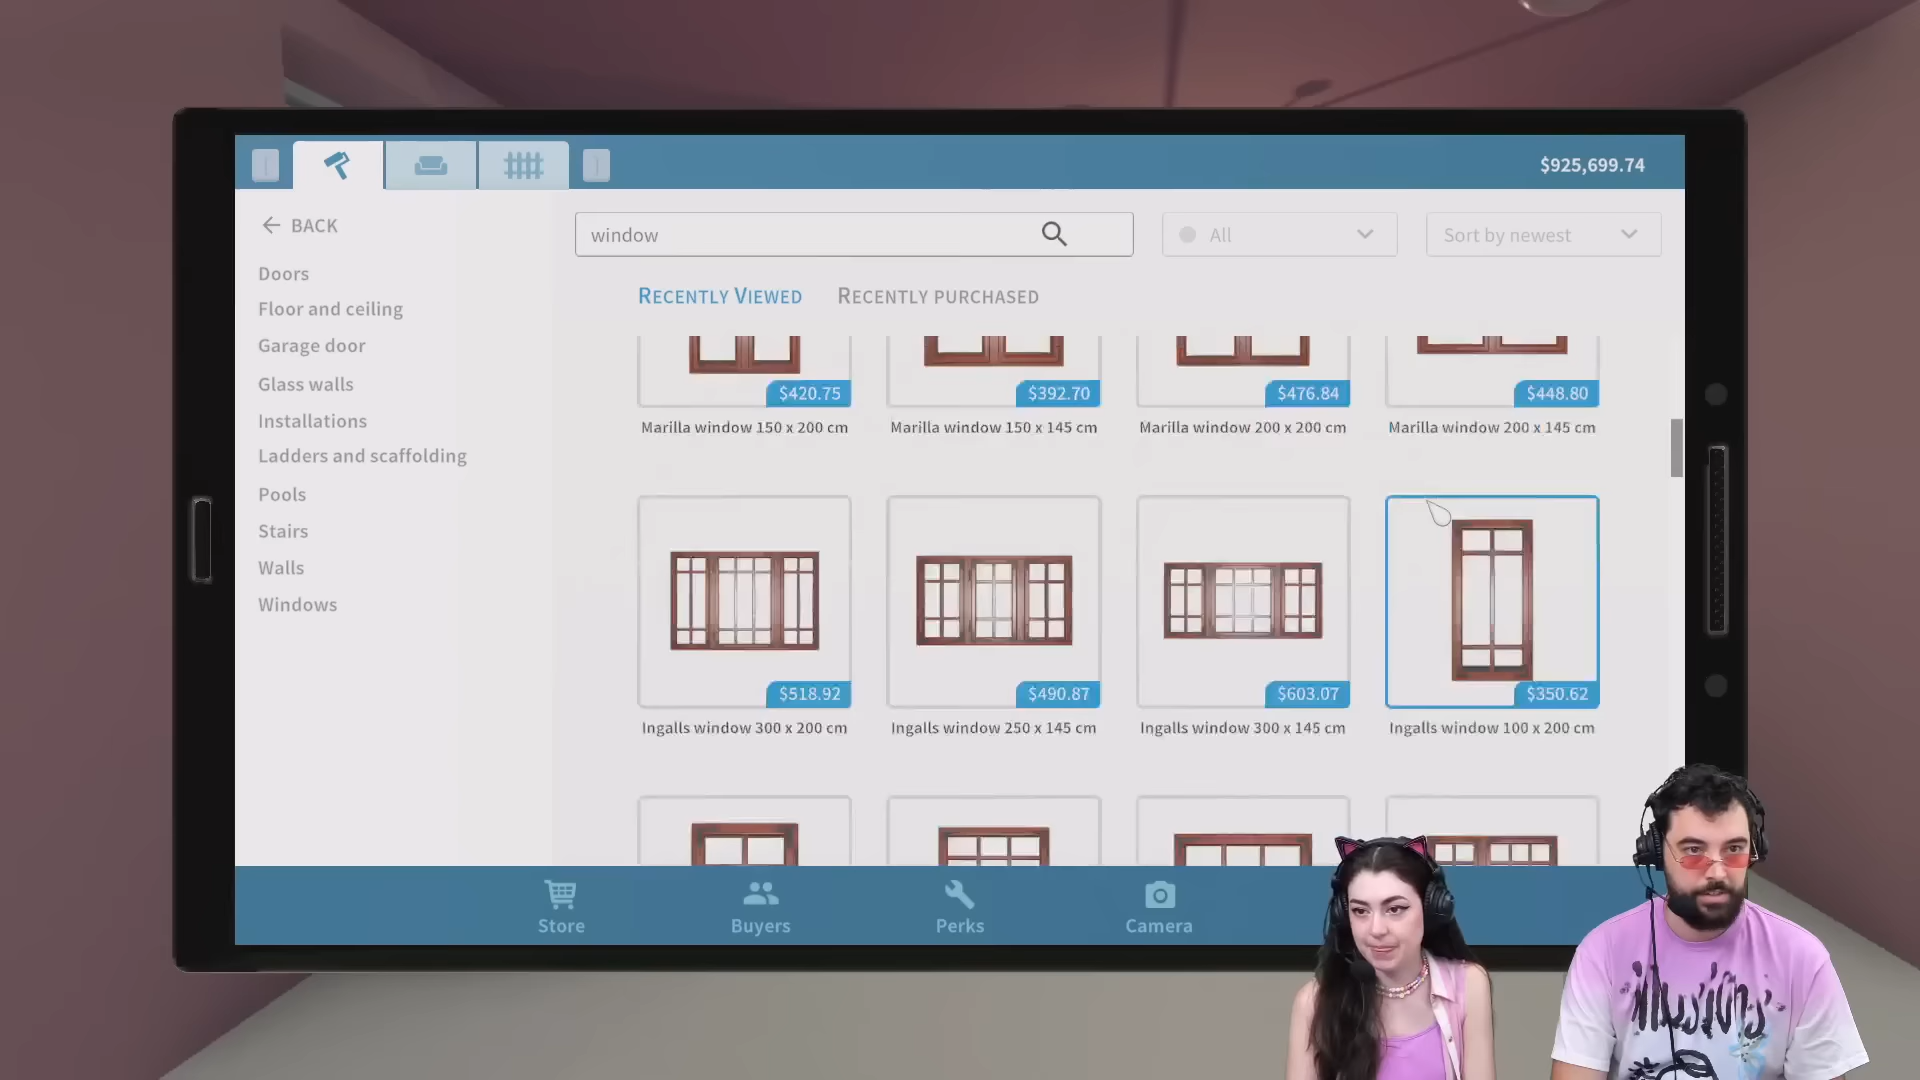 $925,699.74
BACK
window
All
Sort by newest
Doors
Floor and ceiling
Garage door
Glass walls
Installations
Ladders and scaffolding
Pools
Stairs
Walls
Windows
RECENTLY VIEWED
RECENTLY PURCHASED
$420.75
$392.70
$476.84
$448.80
Marilla window 150 x 200 cm
Marilla window 150 x 145 cm
Marilla window 200 x 200 cm
Marilla window 200 x 145 cm
$518.92
$490.87
$603.07
$350.62
Ingalls window 300 x 200 cm
Ingalls window 250 x 145 cm
Ingalls window 300 x 145 cm
Ingalls window 100 x 200 cm
Store
Buyers
Perks
Camera
illusions